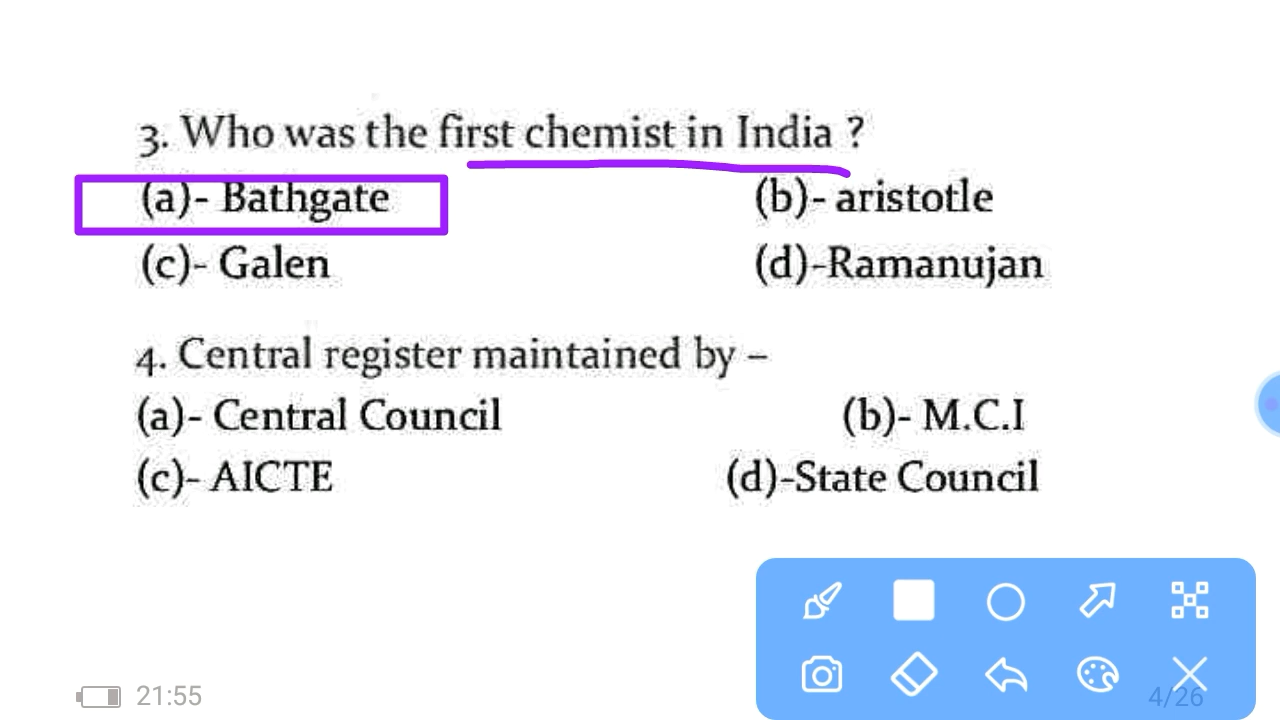 3. Who was the first chemist in India ?
(a)- Bathgate (b)- aristotle
(c)- Galen (d)-Ramanujan
4. Central register maintained by –
(a)- Central Council (b)- M.C.I
(c)- AICTE (d)-State Council
21:55 4/26